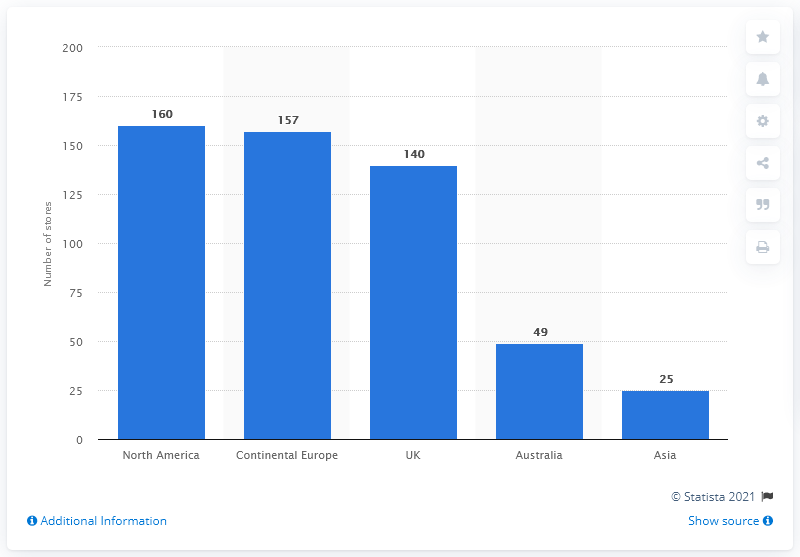 200
175
150
125
100
75
50
25
0
Number of stores
160
157
140
49
25
North America
Continental Europe
UK
Australia
Asia
© Statista 2021
Additional Information
Show source